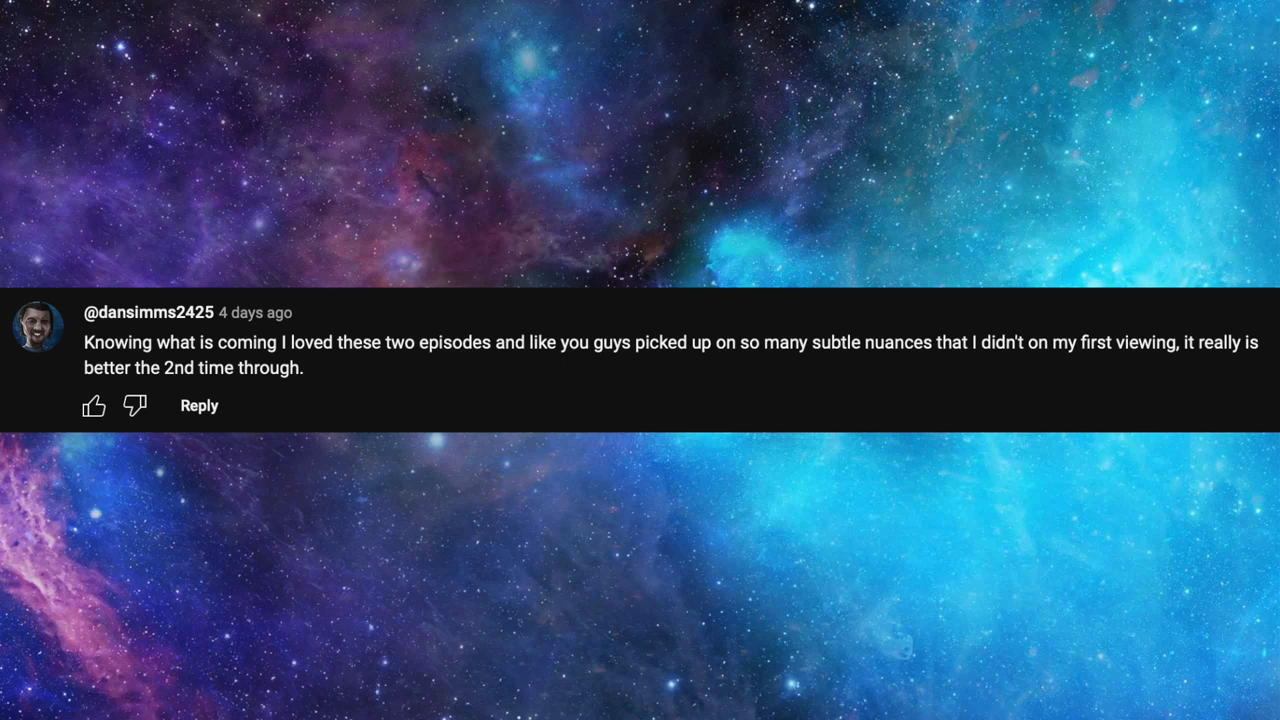 @dansimms2425 4 days ago
Knowing what is coming I loved these two episodes and like you guys picked up on so many subtle nuances that I didn't on my first viewing, it really is
better the 2nd time through.
Reply